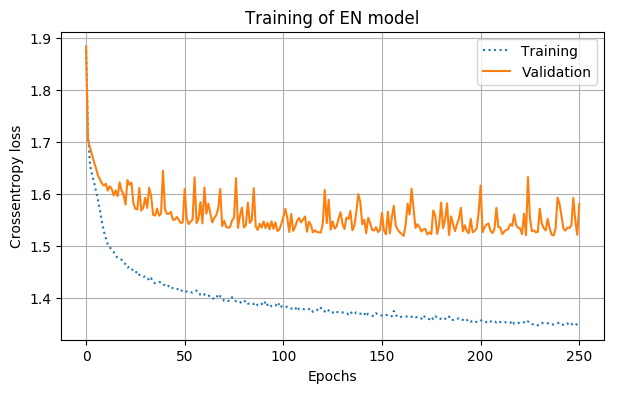 Training of EN model
Crossentropy loss
1.9
1.8
1.7
1.6
1.5
1.4
Training
Validation
0
50
100
150
200
250
Epochs